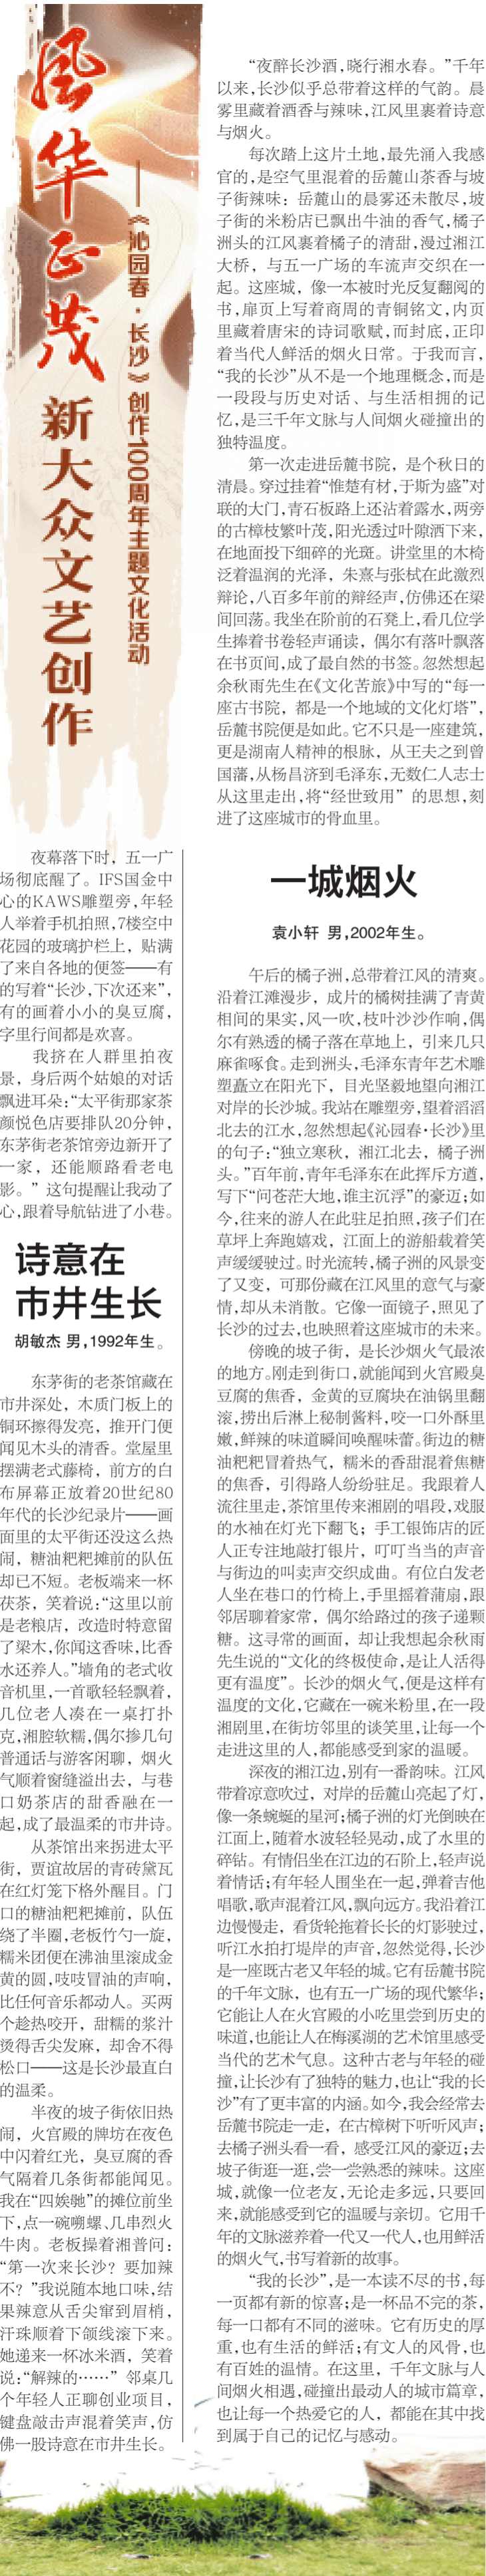 风华正茂
——《沁园春·长沙》创作100周年主题文化活动
新大众文艺创作
夜幕落下时，五一广
场彻底醒了。IFS国金中
心的KAWS雕塑旁，年轻
人举着手机拍照，7楼空中
花园的玻璃护栏上，贴满
了来自各地的便签——有
的写着“长沙，下次还来”，
有的画着小小的臭豆腐，
字里行间都是欢喜。
我挤在人群里拍夜
景，身后两个姑娘的对话
飘进耳朵：“太平街那家茶
颜悦色店要排队20分钟，
东茅街老茶馆旁边新开了
一家，还能顺路看老电
影。”这句提醒让我动了
心，跟着导航钻进了小巷。
诗意在
市井生长
胡敏杰 男，1992年生。
东茅街的老茶馆藏在
市井深处，木质门板上的
铜环擦得发亮，推开门便
闻见木头的清香。堂屋里
摆满老式藤椅，前方的白
布屏幕正放着20世纪80
年代的长沙纪录片——画
面里的太平街还没这么热
闹，糖油粑粑摊前的队伍
却已不短。老板端来一杯
茯茶，笑着说：“这里以前
是老粮店，改造时特意留
了梁木，你闻这香味，比香
水还养人。”墙角的老式收
音机里，一首歌轻轻飘着，
几位老人凑在一桌打扑
克，湘腔软糯，偶尔掺几句
普通话与游客闲聊，烟火
气顺着窗缝溢出去，与巷
口奶茶店的甜香融在一
起，成了最温柔的市井诗。
从茶馆出来拐进太平
街，贾谊故居的青砖黛瓦
在红灯笼下格外醒目。门
口的糖油粑粑摊前，队伍
绕了半圈，老板竹勺一旋，
糯米团便在沸油里滚成金
黄的圆，吱吱冒油的声响，
比任何音乐都动人。买两
个趁热咬开，甜糯的浆汁
烫得舌尖发麻，却舍不得
松口——这是长沙最直白
的温柔。
半夜的坡子街依旧热
闹，火宫殿的牌坊在夜色
中闪着红光，臭豆腐的香
气隔着几条街都能闻见。
我在“四娭毑”的摊位前坐
下，点一碗嗍螺、几串烈火
牛肉。老板操着湘普问：
“第一次来长沙？要加辣
不？”我说随本地口味，结
果辣意从舌尖窜到眉梢，
汗珠顺着下颌线滚下来。
她递来一杯冰米酒，笑着
说：“解辣的……”邻桌几
个年轻人正聊创业项目，
键盘敲击声混着笑声，仿
佛一股诗意在市井生长。
“夜醉长沙酒，晓行湘水春。”千年
以来，长沙似乎总带着这样的气韵。晨
雾里藏着酒香与辣味，江风里裹着诗意
与烟火。
每次踏上这片土地，最先涌入我感
官的，是空气里混着的岳麓山茶香与坡
子街辣味：岳麓山的晨雾还未散尽，坡
子街的米粉店已飘出牛油的香气，橘子
洲头的江风裹着橘子的清甜，漫过湘江
大桥，与五一广场的车流声交织在一
起。这座城，像一本被时光反复翻阅的
书，扉页上写着商周的青铜铭文，内页
里藏着唐宋的诗词歌赋，而封底，正印
着当代人鲜活的烟火日常。于我而言，
“我的长沙”从不是一个地理概念，而是
一段段与历史对话、与生活相拥的记
忆，是三千年文脉与人间烟火碰撞出的
独特温度。
第一次走进岳麓书院，是个秋日的
清晨。穿过挂着“惟楚有材，于斯为盛”对
联的大门，青石板路上还沾着露水，两旁
的古樟枝繁叶茂，阳光透过叶隙洒下来，
在地面投下细碎的光斑。讲堂里的木椅
泛着温润的光泽，朱熹与张栻在此激烈
辩论，八百多年前的辩经声，仿佛还在梁
间回荡。我坐在阶前的石凳上，看几位学
生捧着书卷轻声诵读，偶尔有落叶飘落
在书页间，成了最自然的书签。忽然想起
余秋雨先生在《文化苦旅》中写的“每一
座古书院，都是一个地域的文化灯塔”，
岳麓书院便是如此。它不只是一座建筑，
更是湖南人精神的根脉，从王夫之到曾
国藩，从杨昌济到毛泽东，无数仁人志士
从这里走出，将“经世致用”的思想，刻
进了这座城市的骨血里。
一城烟火
袁小轩 男，2002年生。
午后的橘子洲，总带着江风的清爽。
沿着江滩漫步，成片的橘树挂满了青黄
相间的果实，风一吹，枝叶沙沙作响，偶
尔有熟透的橘子落在草地上，引来几只
麻雀啄食。走到洲头，毛泽东青年艺术雕
塑矗立在阳光下，目光坚毅地望向湘江
对岸的长沙城。我站在雕塑旁，望着滔滔
北去的江水，忽然想起《沁园春·长沙》里
的句子：“独立寒秋，湘江北去，橘子洲
头。”百年前，青年毛泽东在此挥斥方遒，
写下“问苍茫大地，谁主沉浮”的豪迈；如
今，往来的游人在此驻足拍照，孩子们在
草坪上奔跑嬉戏，江面上的游船载着笑
声缓缓驶过。时光流转，橘子洲的风景变
了又变，可那份藏在江风里的意气与豪
情，却从未消散。它像一面镜子，照见了
长沙的过去，也映照着这座城市的未来。
傍晚的坡子街，是长沙烟火气最浓
的地方。刚走到街口，就能闻到火宫殿臭
豆腐的焦香，金黄的豆腐块在油锅里翻
滚，捞出后淋上秘制酱料，咬一口外酥里
嫩，鲜辣的味道瞬间唤醒味蕾。街边的糖
油粑粑冒着热气，糯米的香甜混着焦糖
的焦香，引得路人纷纷驻足。我跟着人
流往里走，茶馆里传来湘剧的唱段，戏服
的水袖在灯光下翻飞；手工银饰店的匠
人正专注地敲打银片，叮叮当当的声音
与街边的叫卖声交织成曲。有位白发老
人坐在巷口的竹椅上，手里摇着蒲扇，跟
邻居聊着家常，偶尔给路过的孩子递颗
糖。这寻常的画面，却让我想起余秋雨
先生说的“文化的终极使命，是让人活得
更有温度”。长沙的烟火气，便是这样有
温度的文化，它藏在一碗米粉里，在一段
湘剧里，在街坊邻里的谈笑里，让每一个
走进这里的人，都能感受到家的温暖。
深夜的湘江边，别有一番韵味。江风
带着凉意吹过，对岸的岳麓山亮起了灯，
像一条蜿蜒的星河；橘子洲的灯光倒映在
江面上，随着水波轻轻晃动，成了水里的
碎钻。有情侣坐在江边的石阶上，轻声说
着情话；有年轻人围坐在一起，弹着吉他
唱歌，歌声混着江风，飘向远方。我沿着江
边慢慢走，看货轮拖着长长的灯影驶过，
听江水拍打堤岸的声音，忽然觉得，长沙
是一座既古老又年轻的城。它有岳麓书院
的千年文脉，也有五一广场的现代繁华；
它能让人在火宫殿的小吃里尝到历史的
味道，也能让人在梅溪湖的艺术馆里感受
当代的艺术气息。这种古老与年轻的碰
撞，让长沙有了独特的魅力，也让“我的长
沙”有了更丰富的内涵。如今，我会经常去
岳麓书院走一走，在古樟树下听听风声；
去橘子洲头看一看，感受江风的豪迈；去
坡子街逛一逛，尝一尝熟悉的辣味。这座
城，就像一位老友，无论走多远，只要回
来，就能感受到它的温暖与亲切。它用千
年的文脉滋养着一代又一代人，也用鲜活
的烟火气，书写着新的故事。
“我的长沙”，是一本读不尽的书，每
一页都有新的惊喜；是一杯品不完的茶，
每一口都有不同的滋味。它有历史的厚
重，也有生活的鲜活；有文人的风骨，也
有百姓的温情。在这里，千年文脉与人
间烟火相遇，碰撞出最动人的城市篇章，
也让每一个热爱它的人，都能在其中找
到属于自己的记忆与感动。